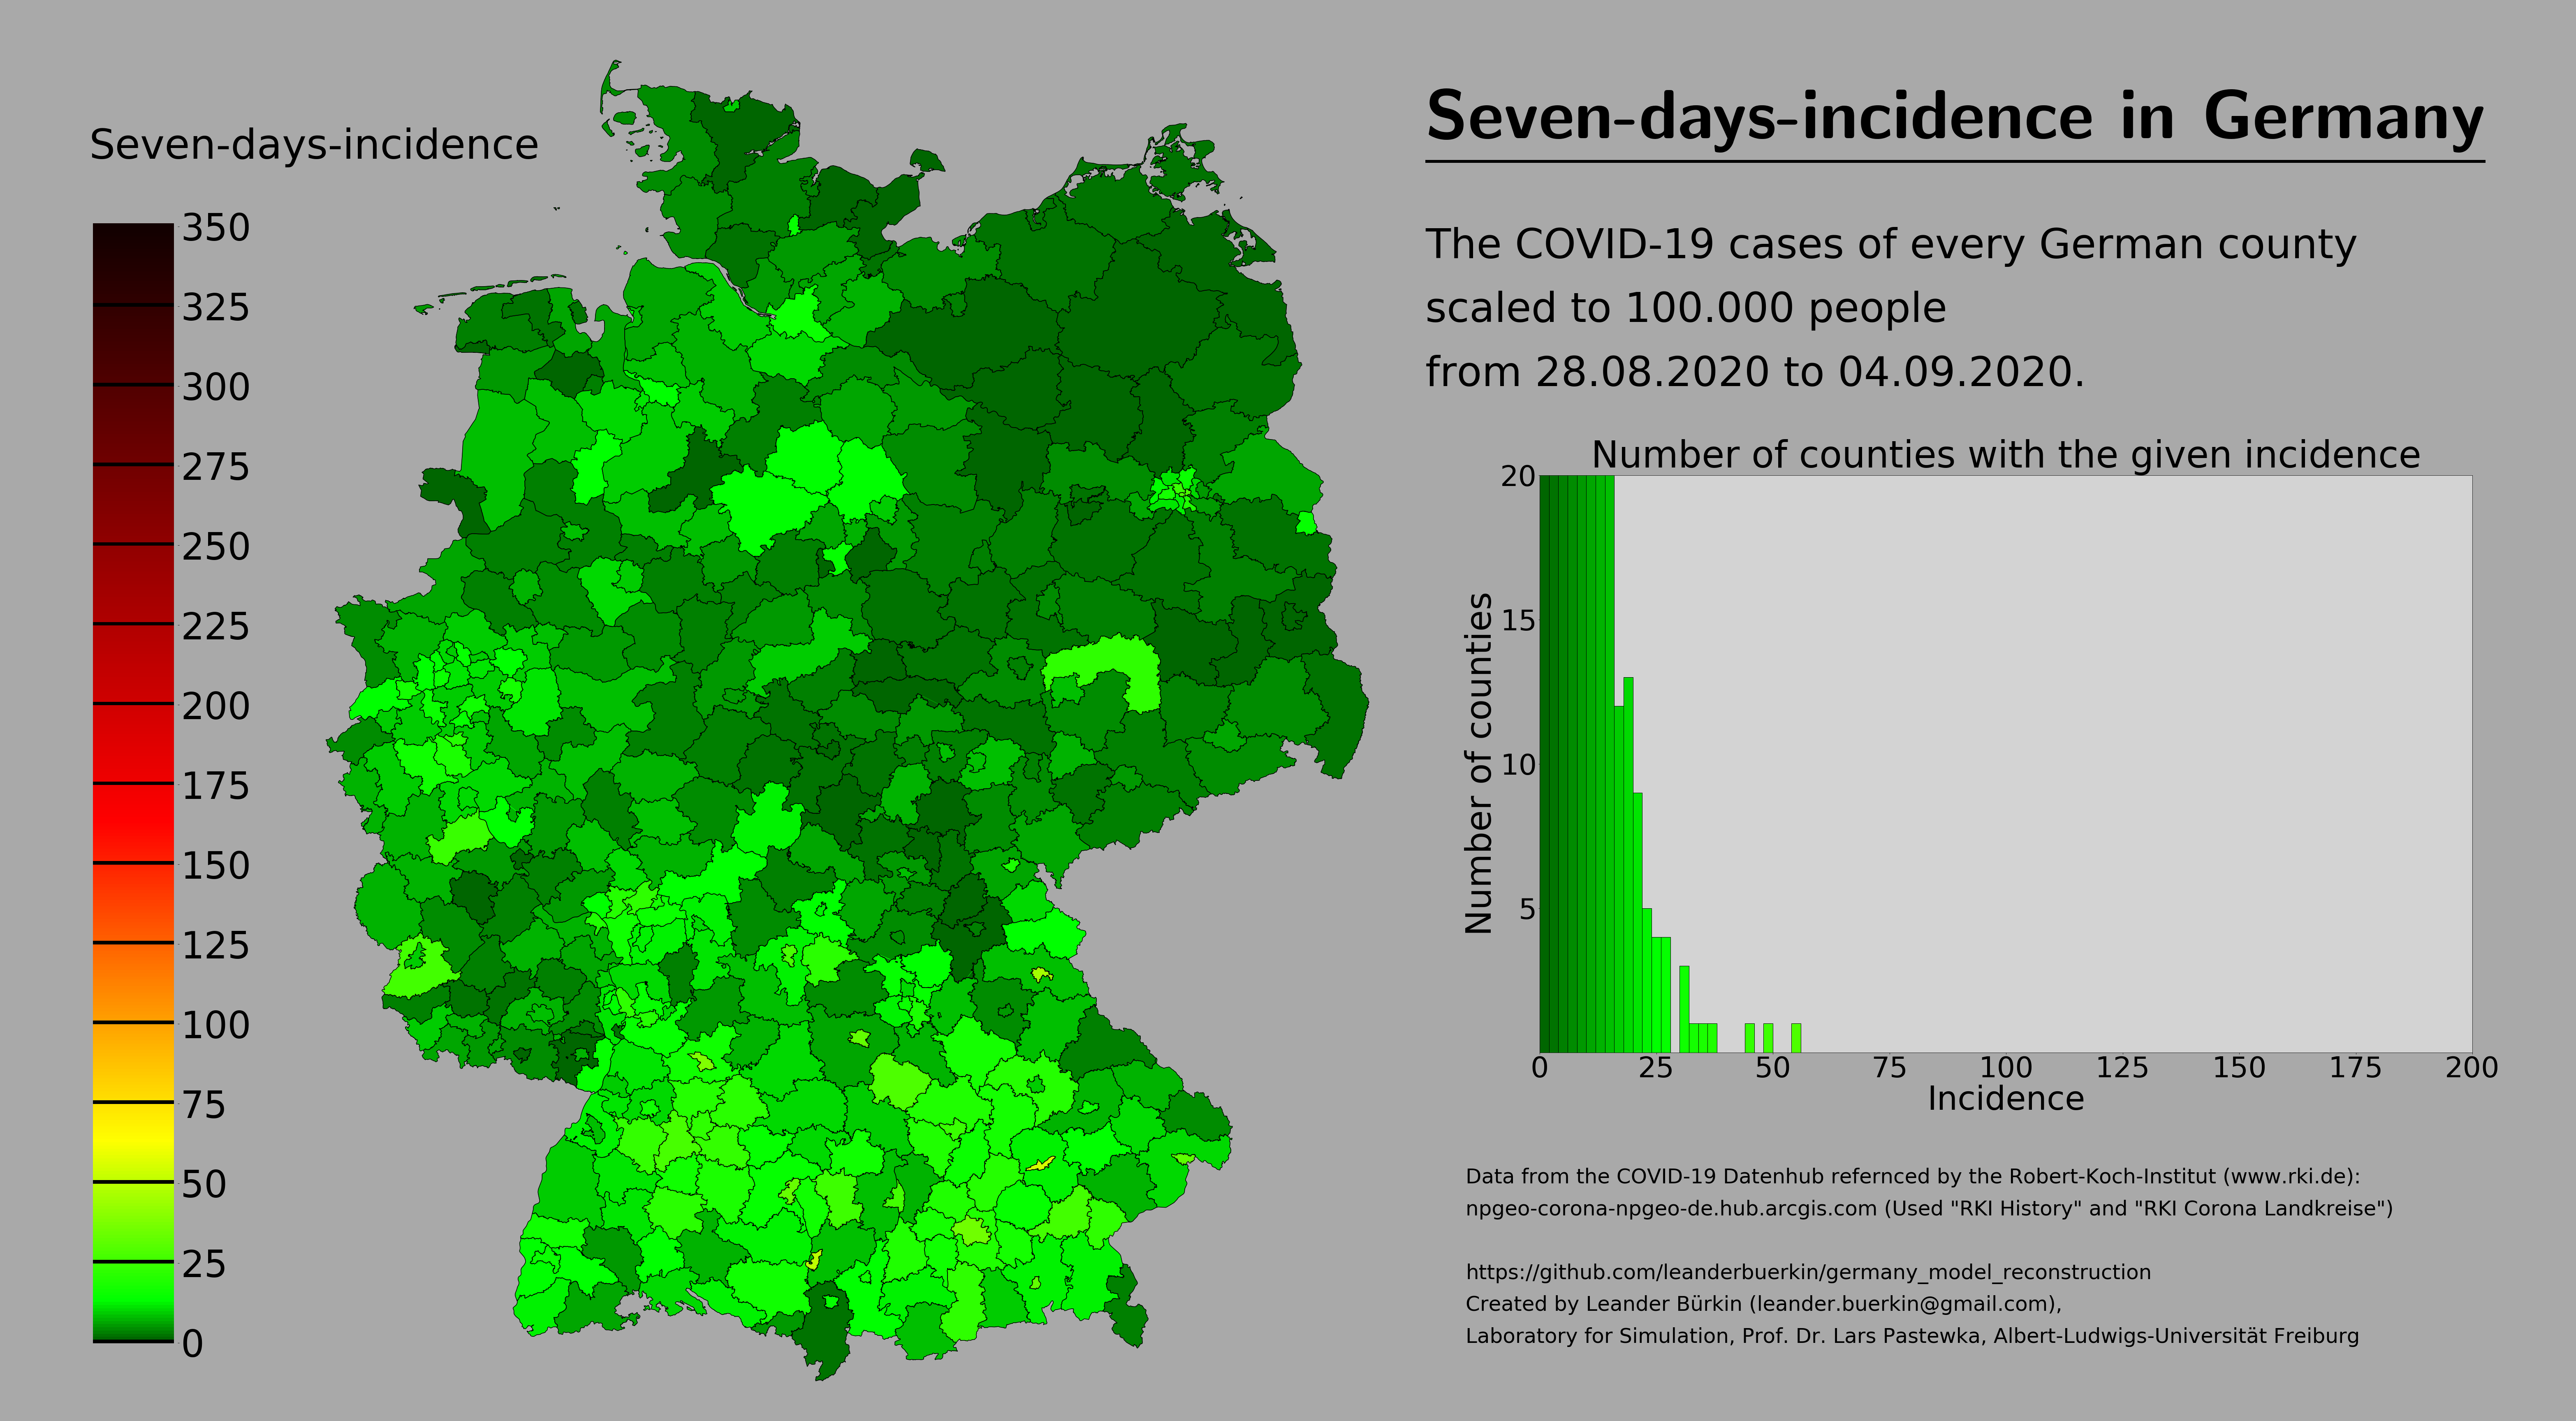 Seven-days-incidence in Germany
Seven-days-incidence
350
325
300
275
250
225
200
175
150
125
100
75
50
25
0
The COVID-19 cases of every German county
scaled to 100.000 people
from 28.08.2020 to 04.09.2020.
Number of counties with the given incidence
Number of counties
20
15
10
5
0 25 50 75 100 125 150 175 200
Incidence
Data from the COVID-19 Datenhub refernced by the Robert-Koch-Institut (www.rki.de):
npgeo-corona-npgeo-de.hub.arcgis.com (Used "RKI History" and "RKI Corona Landkreise")
https://github.com/leanderbuerkin/germany_model_reconstruction
Created by Leander Bürkin (leander.buerkin@gmail.com),
Laboratory for Simulation, Prof. Dr. Lars Pastewka, Albert-Ludwigs-Universität Freiburg